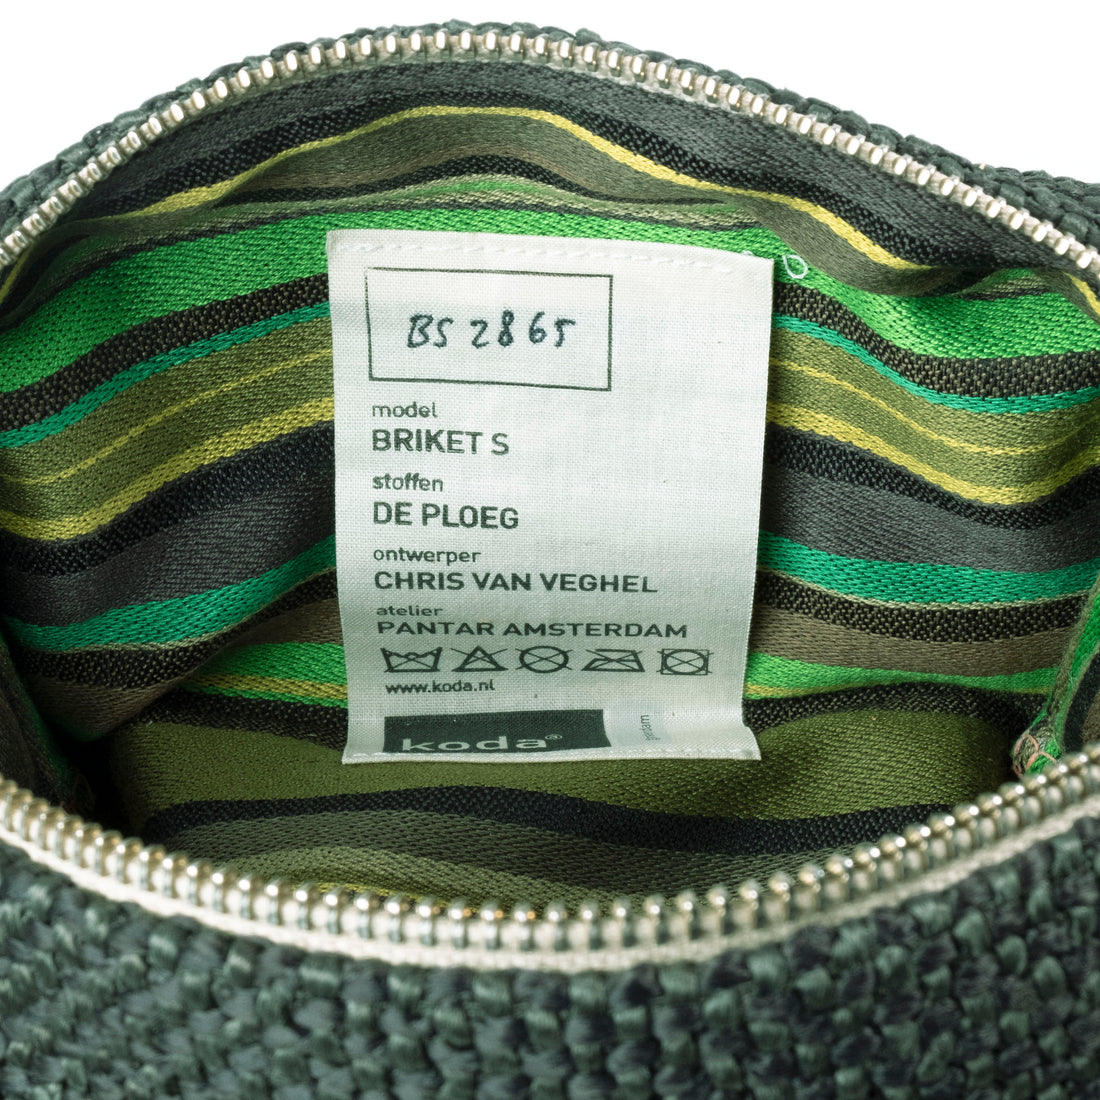 BS 2865
model
BRIKET S
stoffen
DE PLOEG
ontwerper
CHRIS VAN VEGHEL
atelier
PANTAR AMSTERDAM
www.koda.nl
koda®